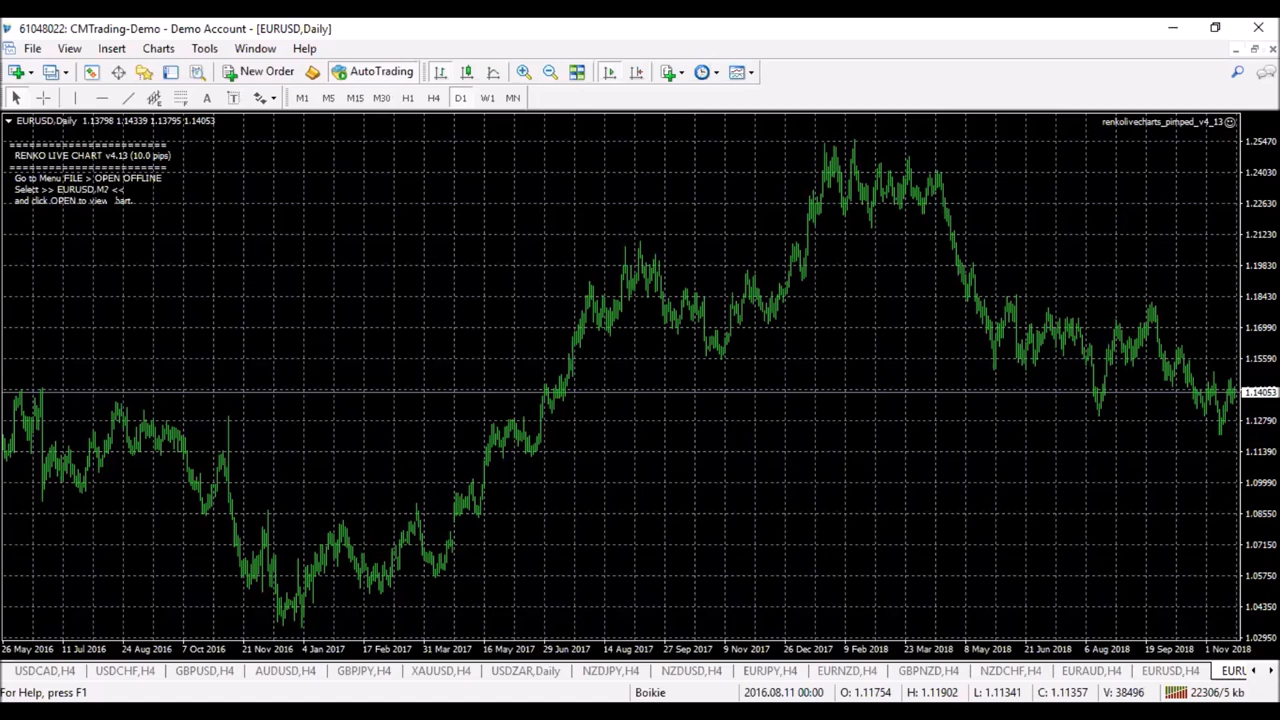 61048022: CMTrading-Demo - Demo Account - [EURUSD,Daily]
File View Insert Charts Tools Window Help
New Order AutoTrading
A T M1 M5 M15 M30 H1 H4 D1 W1 MN
EURUSD,Daily 1.13798 1.14339 1.13795 1.14053
renkolivecharts_pimped_v4_13
===========================
RENKO LIVE CHART v4.13 (10.0 pips)
===========================
Go to Menu FILE > OPEN OFFLINE
Select >> EURUSD,M2 <<
and click OPEN to view hart.
1.25470
1.24030
1.22630
1.21230
1.19830
1.18430
1.16990
1.15590
1.14053
1.12790
1.11390
1.09990
1.08550
1.07150
1.05750
1.04350
1.02950
26 May 2016 11 Jul 2016 24 Aug 2016 7 Oct 2016 21 Nov 2016 4 Jan 2017 17 Feb 2017 31 Mar 2017 16 May 2017 29 Jun 2017 14 Aug 2017 27 Sep 2017 9 Nov 2017 26 Dec 2017 9 Feb 2018 23 Mar 2018 8 May 2018 21 Jun 2018 6 Aug 2018 19 Sep 2018 1 Nov 2018
USDCAD,H4 USDCHF,H4 GBPUSD,H4 AUDUSD,H4 GBPJPY,H4 XAUUSD,H4 USDZAR,Daily NZDJPY,H4 NZDUSD,H4 EURJPY,H4 EURNZD,H4 GBPNZD,H4 NZDCHF,H4 EURAUD,H4 EURUSD,H4 EURU
For Help, press F1 Boikie 2016.08.11 00:00 O: 1.11754 H: 1.11902 L: 1.11341 C: 1.11357 V: 38496 22306/5 kb